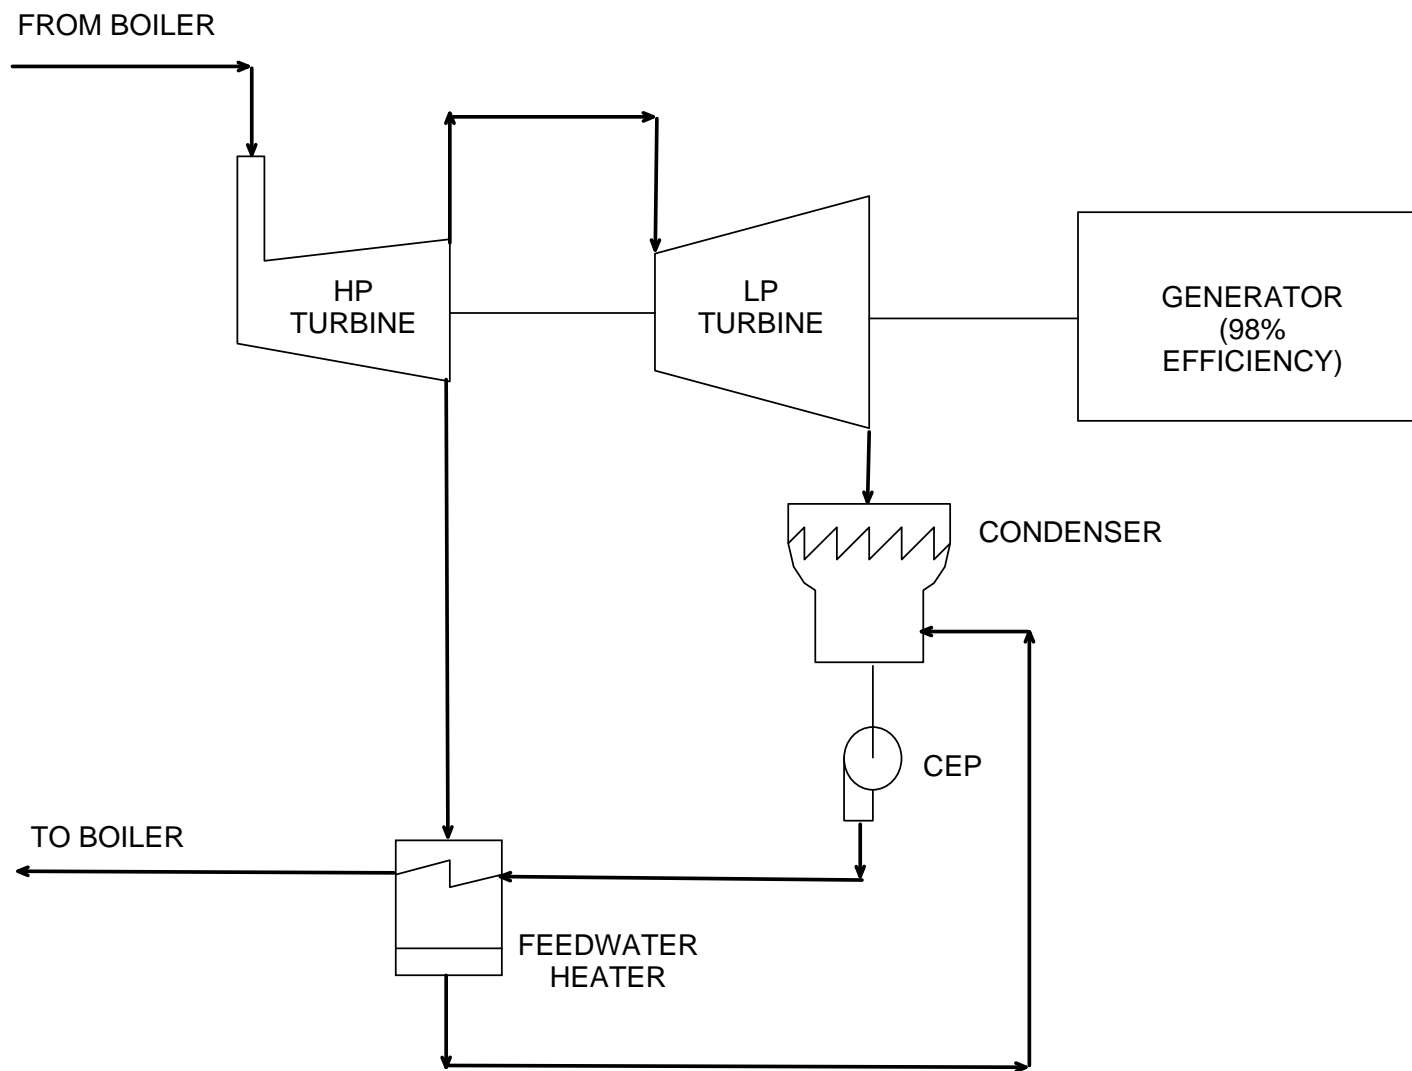 FROM BOILER
HP
TURBINE
LP
TURBINE
GENERATOR
(98%
EFFICIENCY)
CONDENSER
CEP
TO BOILER
FEEDWATER
HEATER